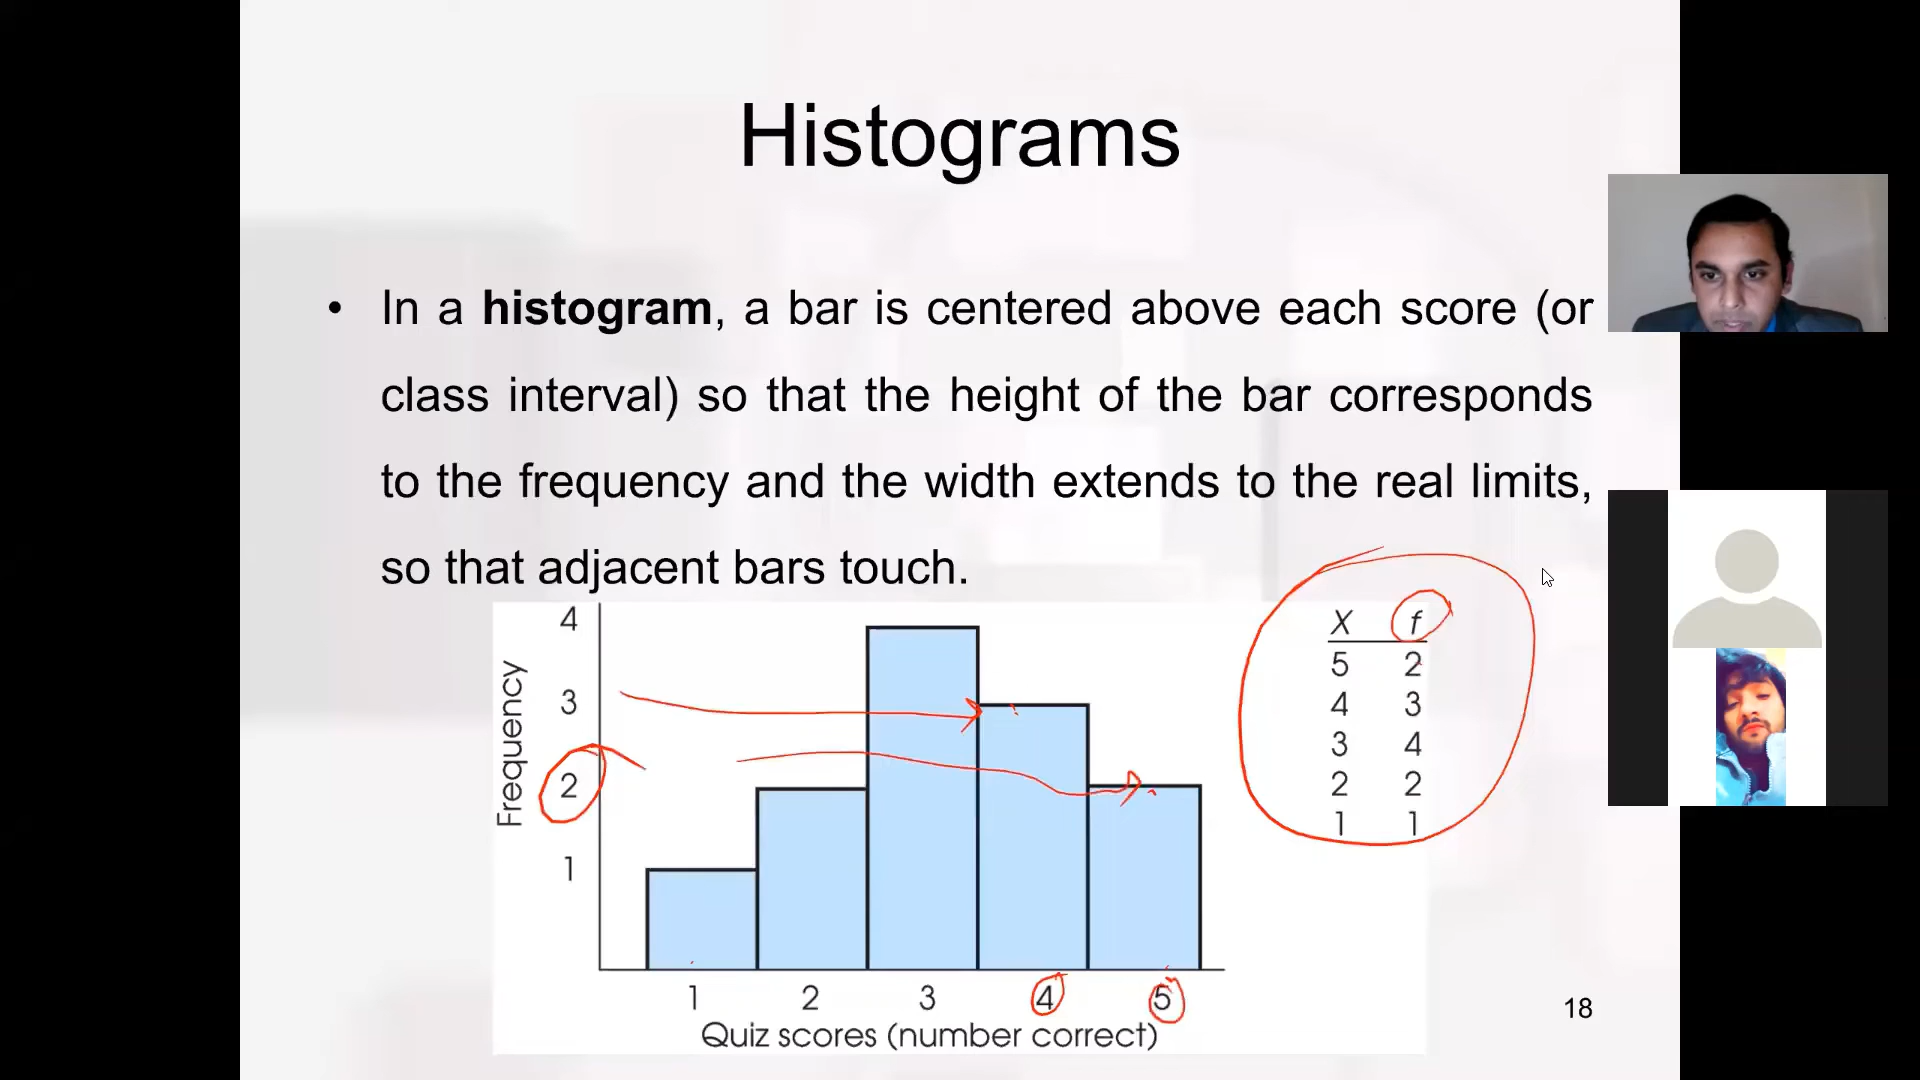 Histograms
• In a histogram, a bar is centered above each score (or
class interval) so that the height of the bar corresponds
to the frequency and the width extends to the real limits,
so that adjacent bars touch.
Frequency
4
3
2
1
1 2 3 4 5
Quiz scores (number correct)
X f
5 2
4 3
3 4
2 2
1 1
18